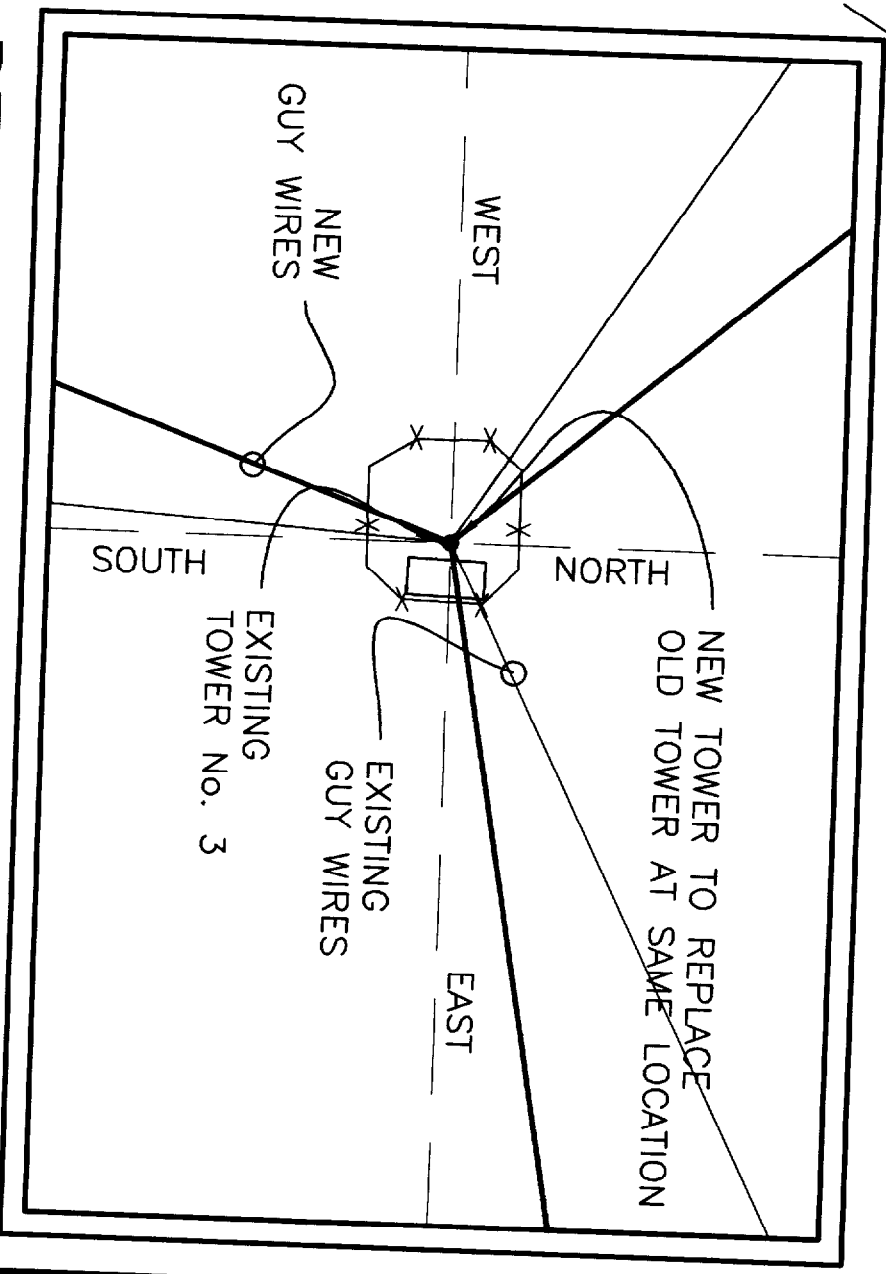 WEST
NEW
GUY WIRES
NORTH
SOUTH
NEW TOWER TO REPLACE
OLD TOWER AT SAME LOCATION
EXISTING
TOWER No. 3
EXISTING
GUY WIRES
EAST